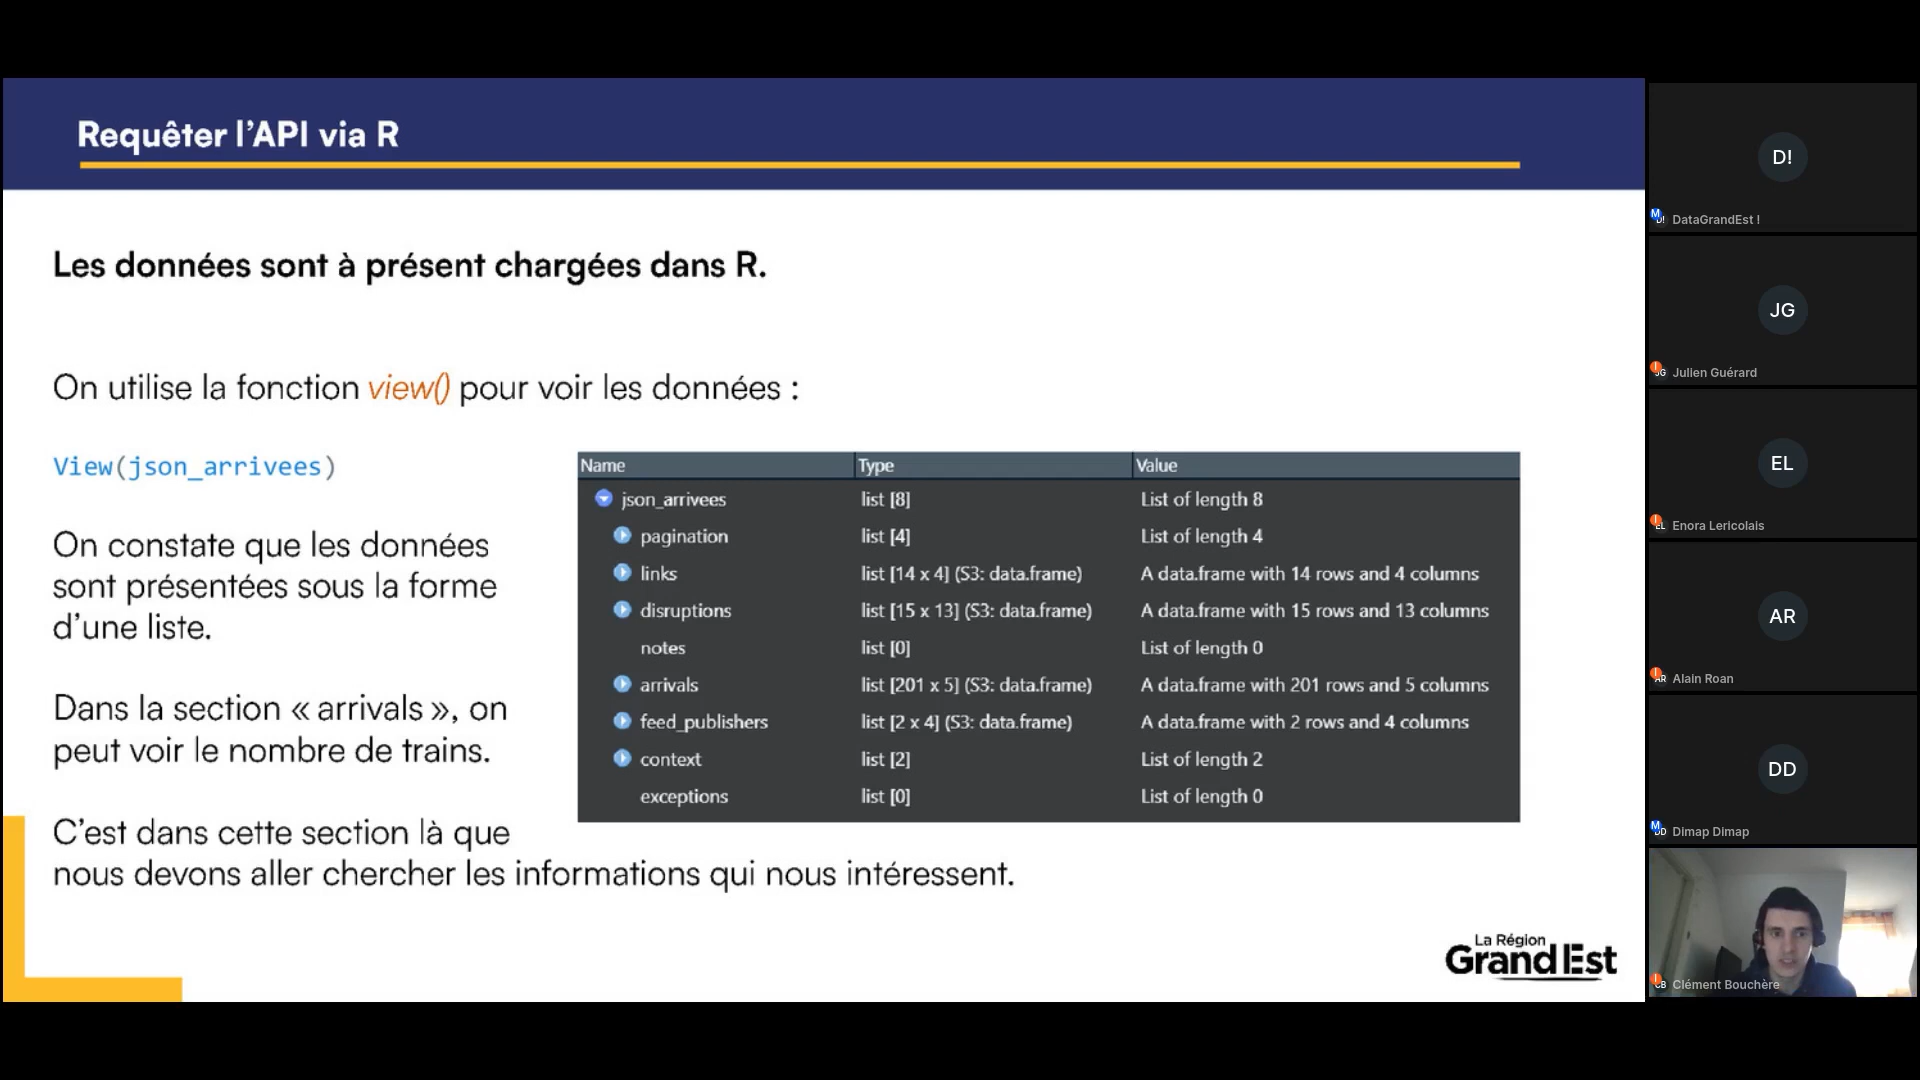 Requêter l'API via R
Les données sont à présent chargées dans R.
On utilise la fonction view() pour voir les données :
View(json_arrivees)
On constate que les données
sont présentées sous la forme
d'une liste.
Dans la section « arrivals », on
peut voir le nombre de trains.
C'est dans cette section là que
nous devons aller chercher les informations qui nous intéressent.
Name Type Value
json_arrivees list [8] List of length 8
pagination list [4] List of length 4
links list [14 x 4] (S3: data.frame) A data.frame with 14 rows and 4 columns
disruptions list [15 x 13] (S3: data.frame) A data.frame with 15 rows and 13 columns
notes list [0] List of length 0
arrivals list [201 x 5] (S3: data.frame) A data.frame with 201 rows and 5 columns
feed_publishers list [2 x 4] (S3: data.frame) A data.frame with 2 rows and 4 columns
context list [2] List of length 2
exceptions list [0] List of length 0
La Région
Grand Est
D!
DataGrandEst !
JG
Julien Guérard
EL
Enora Lericolais
AR
Alain Roan
DD
Dimap Dimap
Clément Bouchère